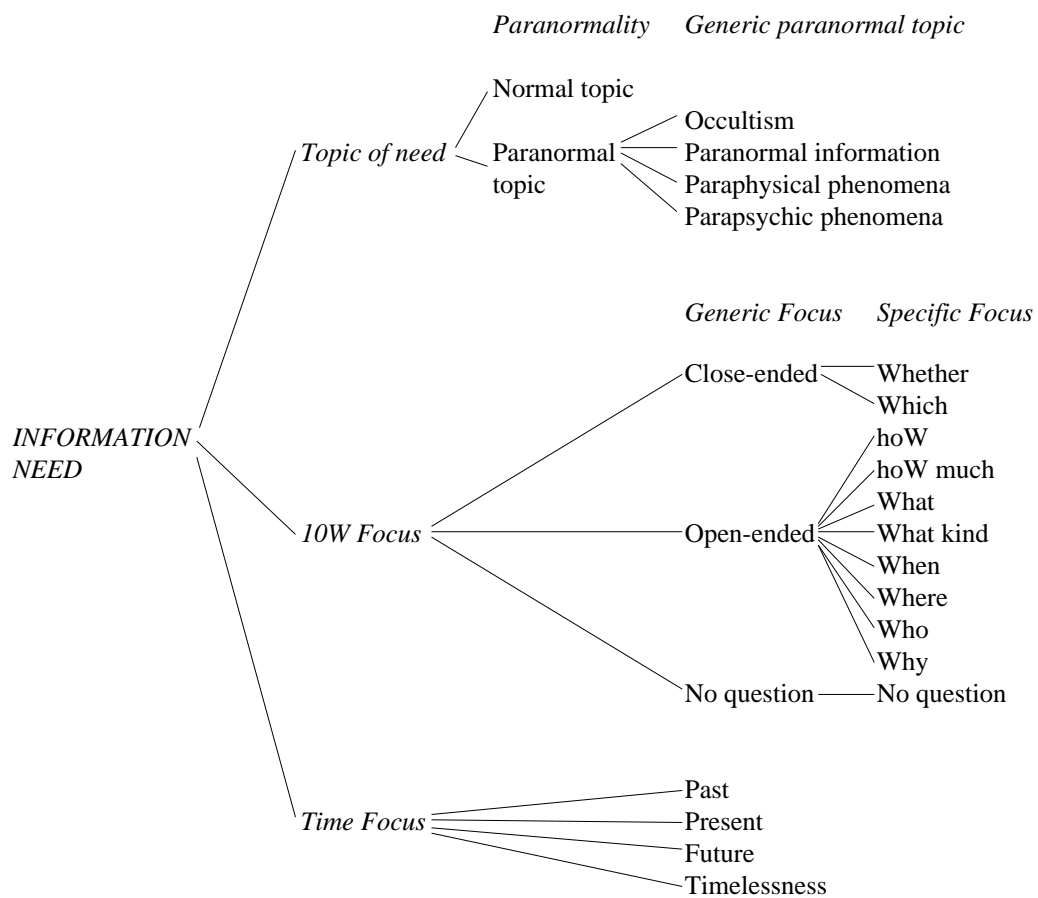 Paranormality Generic paranormal topic
Normal topic
Occultism
Topic of need Paranormal Paranormal information
topic Paraphysical phenomena
Parapsychic phenomena
Generic Focus Specific Focus
Close-ended Whether
Which
INFORMATION hoW
NEED hoW much
What
10W Focus Open-ended What kind
When
Where
Who
Why
No question No question
Past
Time Focus Present
Future
Timelessness